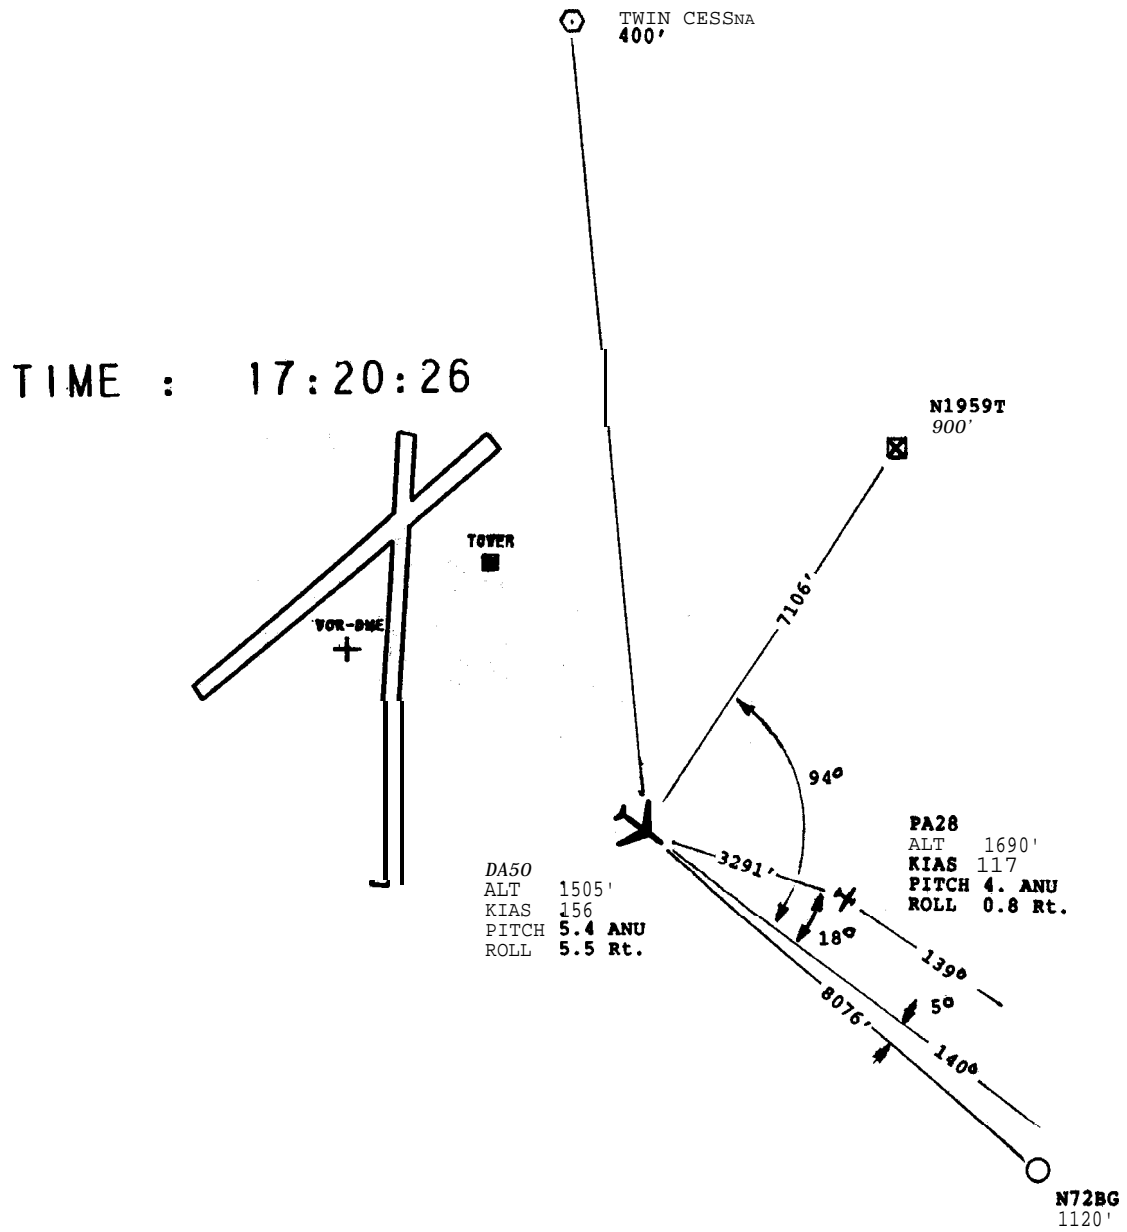 TWIN CESSNA
400'
TIME : 17:20:26
N1959T
900'
TOWER
VOR-DME
7106'
94°
PA28
ALT 1690'
KIAS 117
PITCH 4. ANU
ROLL 0.8 Rt.
3291'
DA50
ALT 1505'
KIAS 156
PITCH 5.4 ANU
ROLL 5.5 Rt.
18°
139°
5°
8076'
140°
N72BG
1120'